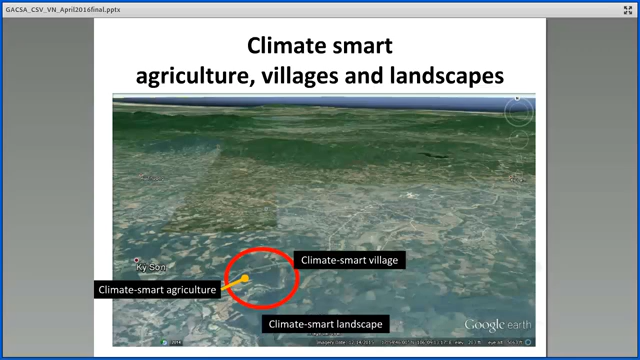 GACSA_CSV_VN_April2016final.pptx
Climate smart
agriculture, villages and landscapes
Climate-smart village
Ky Son
Climate-smart agriculture
Climate-smart landscape
Google earth